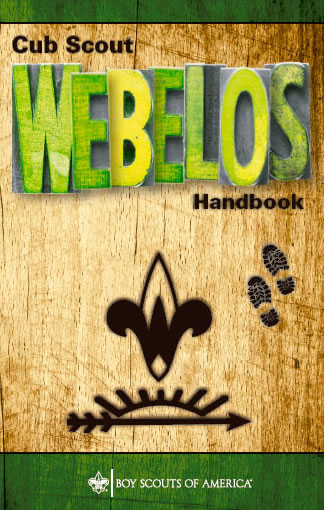 Cub Scout
WEBELOS
Handbook
W
BOY SCOUTS OF AMERICA®